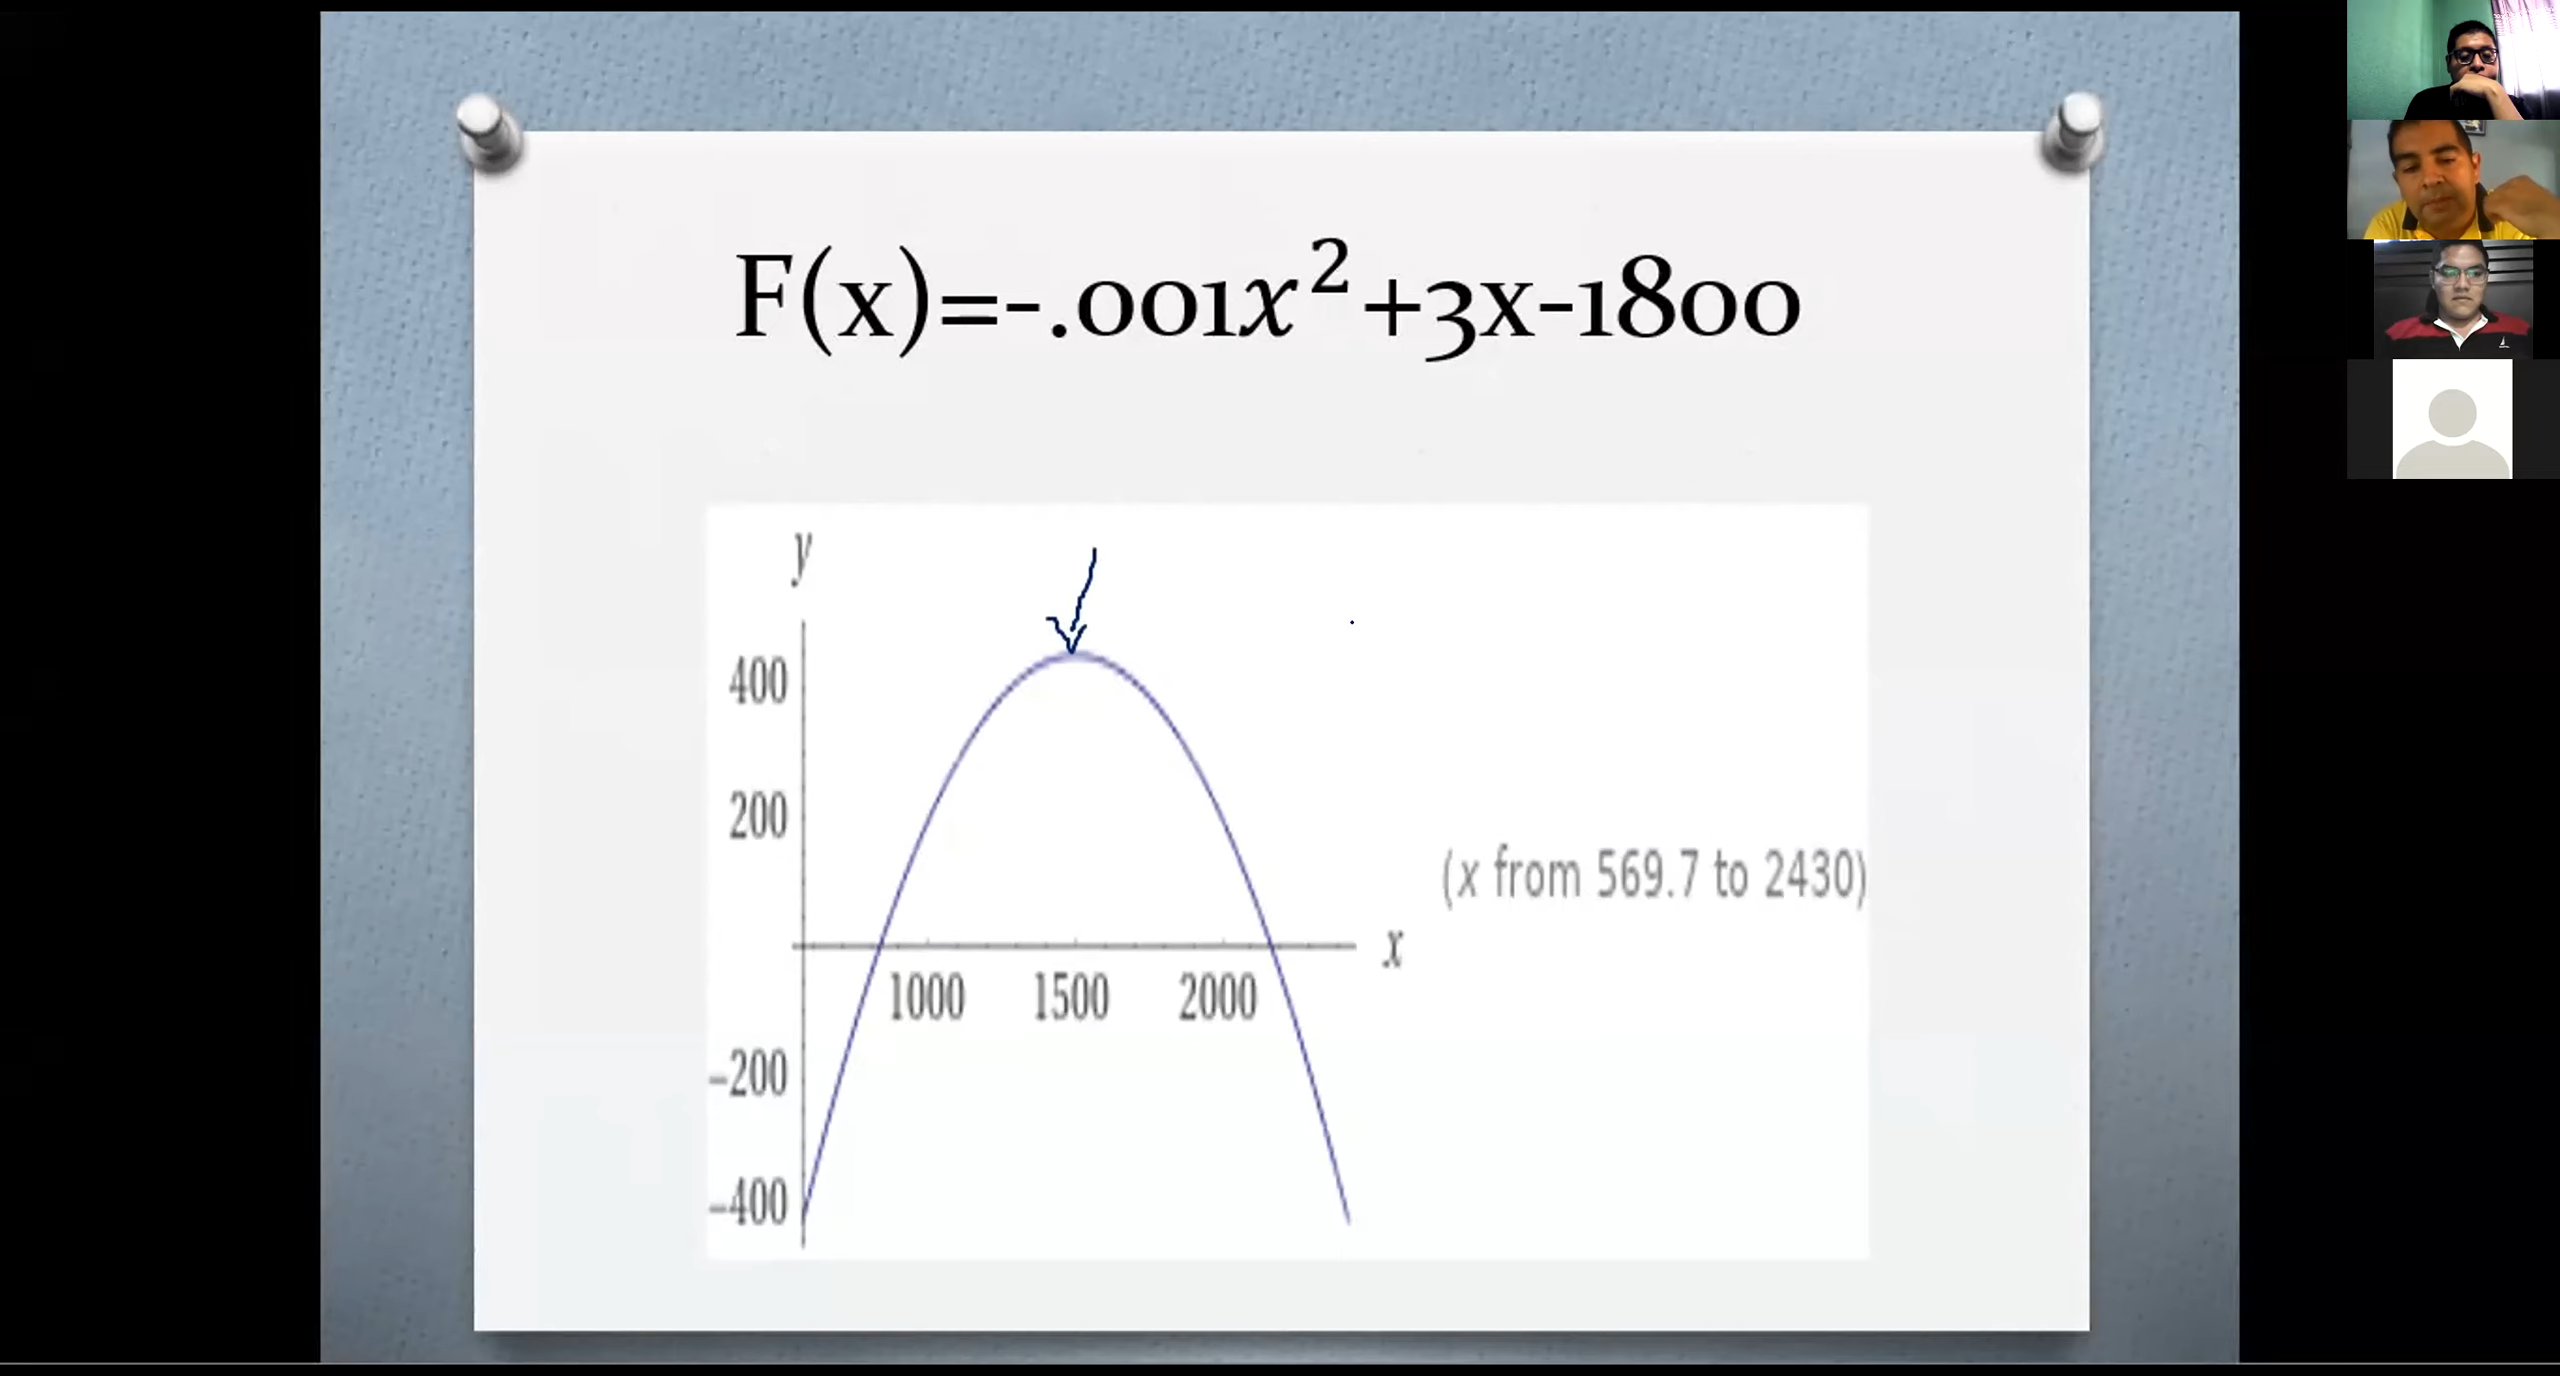 F(x)=-.001x²+3x-1800
y
400
200
(x from 569.7 to 2430)
x
1000 1500 2000
-200
-400